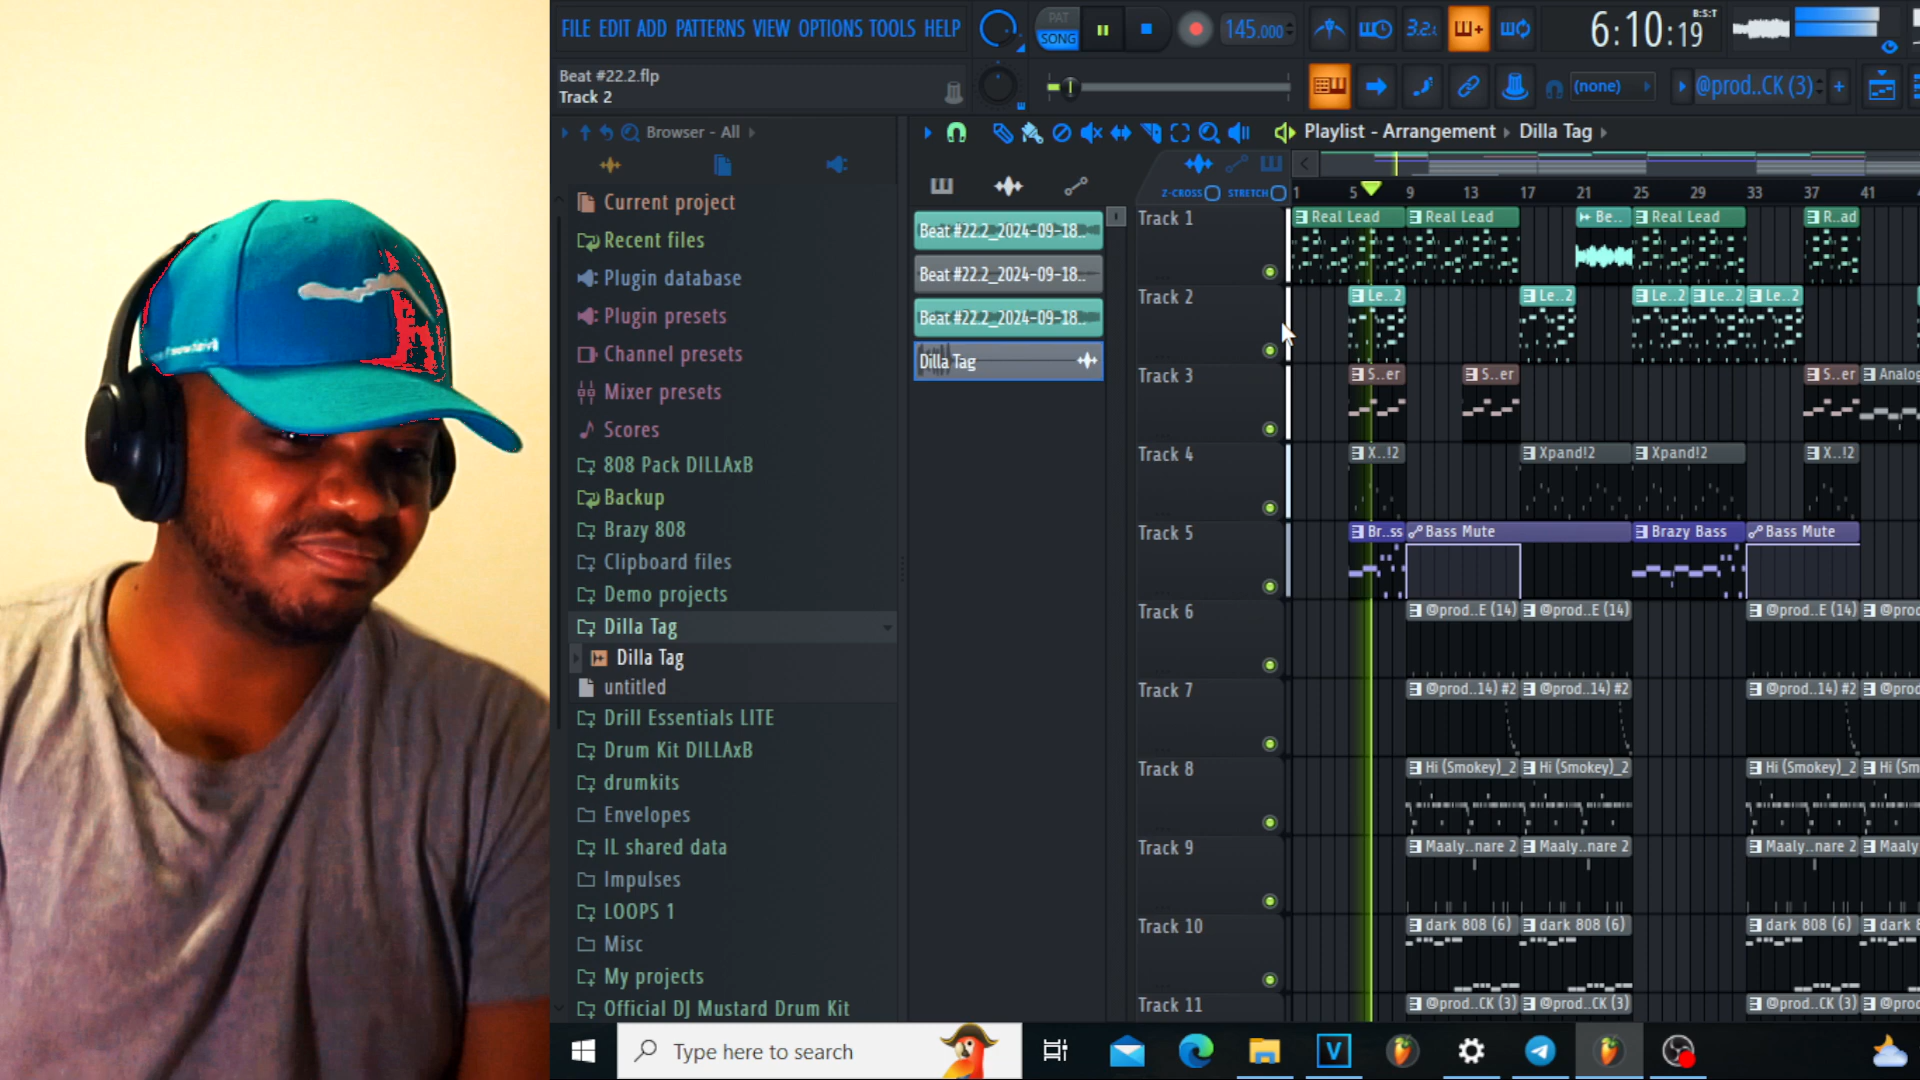 FILE EDIT ADD PATTERNS VIEW OPTIONS TOOLS HELP
PAT
SONG
145.000
3.2.
6:10:19
B:S:T
Beat #22.2.flp
Track 2
(none)
@prod..CK (3)
Browser - All
Playlist - Arrangement
Dilla Tag
Z-CROSS
STRETCH
1 5 9 13 17 21 25 29 33 37 41
Current project
Recent files
Plugin database
Plugin presets
Channel presets
Mixer presets
Scores
808 Pack DILLAxB
Backup
Brazy 808
Clipboard files
Demo projects
Dilla Tag
Dilla Tag
untitled
Drill Essentials LITE
Drum Kit DILLAxB
drumkits
Envelopes
IL shared data
Impulses
LOOPS 1
Misc
My projects
Official DJ Mustard Drum Kit
Beat #22.2_2024-09-18..
Beat #22.2_2024-09-18..
Beat #22.2_2024-09-18..
Dilla Tag
Track 1
Real Lead Real Lead Be.. Real Lead R..ad
Track 2
Le..2 Le..2 Le..2 Le..2 Le..2
Track 3
S..er S..er S..er Analog
Track 4
X..!2 Xpand!2 Xpand!2 X..!2
Track 5
Br..ss Bass Mute Brazy Bass Bass Mute
Track 6
@prod..E (14) @prod..E (14) @prod..E (14) @prod
Track 7
@prod..14) #2 @prod..14) #2 @prod..14) #2 @prod
Track 8
Hi (Smokey)_2 Hi (Smokey)_2 Hi (Smokey)_2 Hi (Sm
Track 9
Maaly..nare 2 Maaly..nare 2 Maaly..nare 2 Maaly
Track 10
dark 808 (6) dark 808 (6) dark 808 (6) dark 8
Track 11
@prod..CK (3) @prod..CK (3) @prod..CK (3) @prod
Type here to search
V